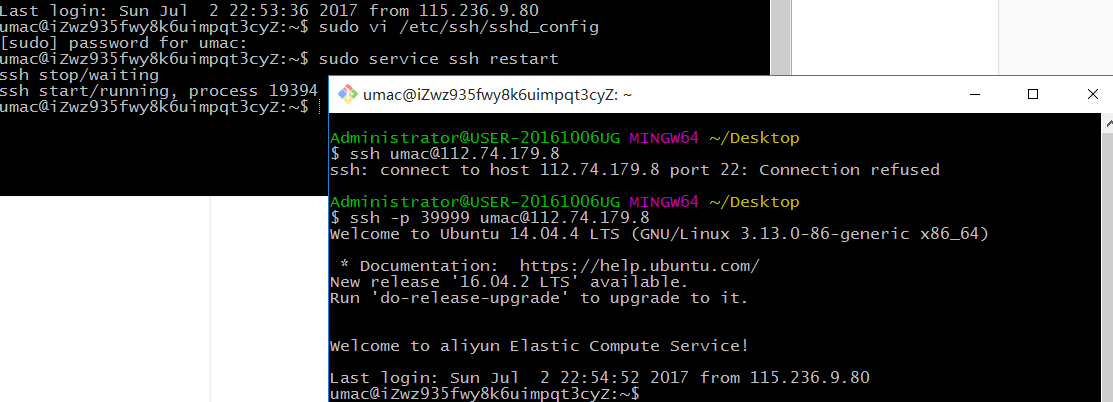 Last login: Sun Jul  2 22:53:36 2017 from 115.236.9.80
umac@iZwz935fwy8k6uimpqt3cyZ:~$ sudo vi /etc/ssh/sshd_config
[sudo] password for umac:
umac@iZwz935fwy8k6uimpqt3cyZ:~$ sudo service ssh restart
ssh stop/waiting
ssh start/running, process 19394
umac@iZwz935fwy8k6uimpqt3cyZ:~$
umac@iZwz935fwy8k6uimpqt3cyZ: ~
Administrator@USER-20161006UG MINGW64 ~/Desktop
$ ssh umac@112.74.179.8
ssh: connect to host 112.74.179.8 port 22: Connection refused
Administrator@USER-20161006UG MINGW64 ~/Desktop
$ ssh -p 39999 umac@112.74.179.8
Welcome to Ubuntu 14.04.4 LTS (GNU/Linux 3.13.0-86-generic x86_64)
 * Documentation:  https://help.ubuntu.com/
New release '16.04.2 LTS' available.
Run 'do-release-upgrade' to upgrade to it.
Welcome to aliyun Elastic Compute Service!
Last login: Sun Jul  2 22:54:52 2017 from 115.236.9.80
umac@iZwz935fwy8k6uimpqt3cyZ:~$